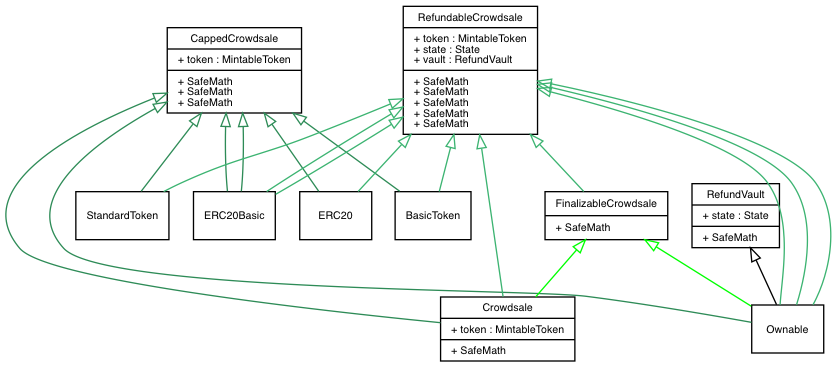 CappedCrowdsale
+ token : MintableToken
+ SafeMath
+ SafeMath
+ SafeMath
RefundableCrowdsale
+ token : MintableToken
+ state : State
+ vault : RefundVault
+ SafeMath
+ SafeMath
+ SafeMath
+ SafeMath
+ SafeMath
StandardToken
ERC20Basic
ERC20
BasicToken
FinalizableCrowdsale
+ SafeMath
RefundVault
+ state : State
+ SafeMath
Crowdsale
+ token : MintableToken
+ SafeMath
Ownable